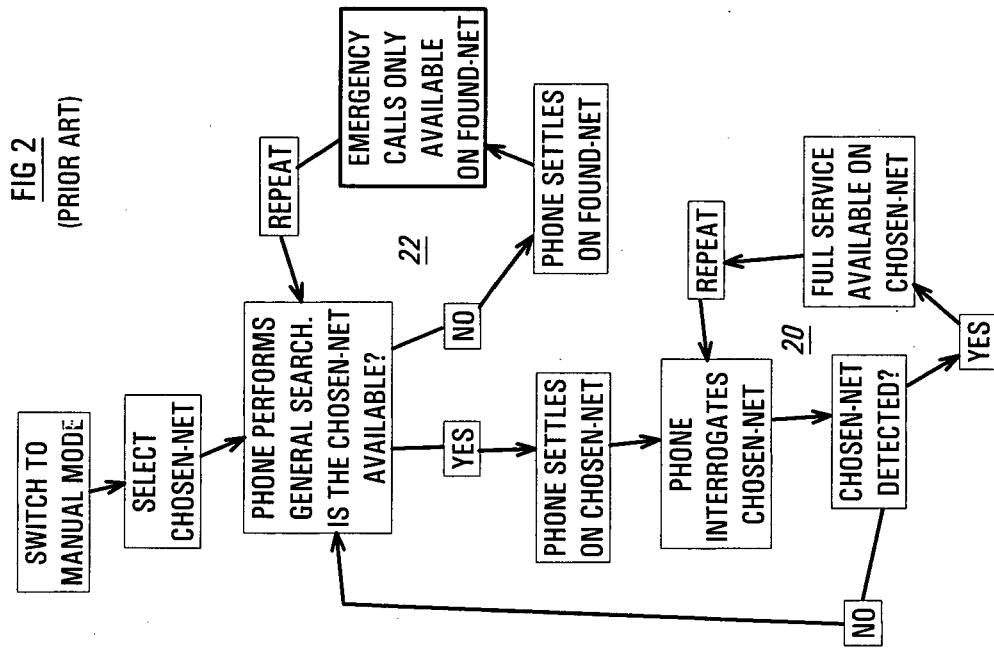 FIG 2
(PRIOR ART)
SWITCH TO
MANUAL MODE
SELECT
CHOSEN-NET
PHONE PERFORMS
GENERAL SEARCH.
IS THE CHOSEN-NET
AVAILABLE?
REPEAT
EMERGENCY
CALLS ONLY
AVAILABLE
ON FOUND-NET
22
NO
PHONE SETTLES
ON FOUND-NET
YES
PHONE SETTLES
ON CHOSEN-NET
PHONE
INTERROGATES
CHOSEN-NET
REPEAT
FULL SERVICE
AVAILABLE ON
CHOSEN-NET
20
CHOSEN-NET
DETECTED?
YES
NO